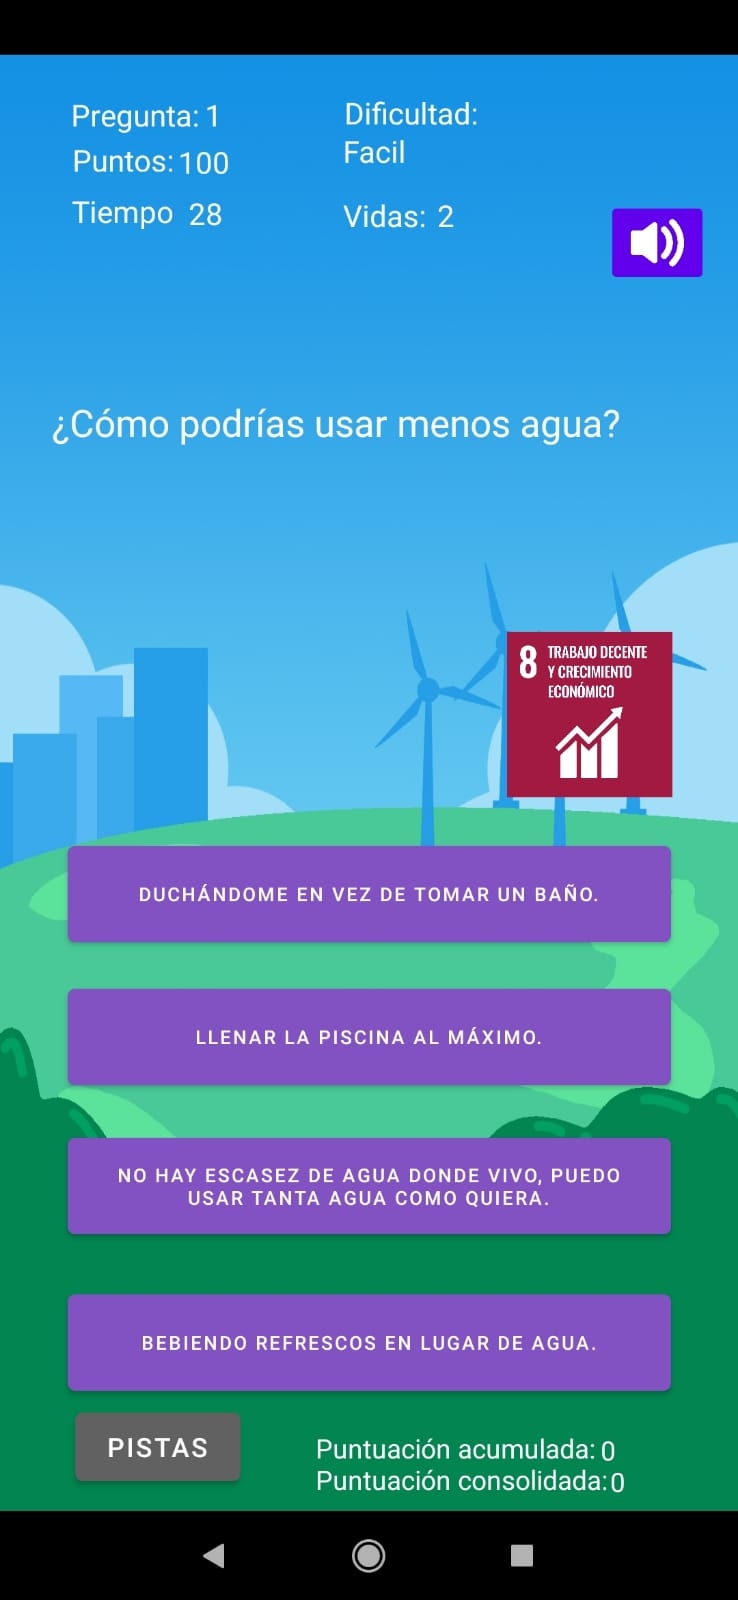 Pregunta: 1
Dificultad:
Facil
Puntos: 100
Tiempo 28
Vidas: 2
¿Cómo podrías usar menos agua?
8 TRABAJO DECENTE
Y CRECIMIENTO
ECONÓMICO
DUCHÁNDOME EN VEZ DE TOMAR UN BAÑO.
LLENAR LA PISCINA AL MÁXIMO.
NO HAY ESCASEZ DE AGUA DONDE VIVO, PUEDO
USAR TANTA AGUA COMO QUIERA.
BEBIENDO REFRESCOS EN LUGAR DE AGUA.
PISTAS
Puntuación acumulada: 0
Puntuación consolidada: 0